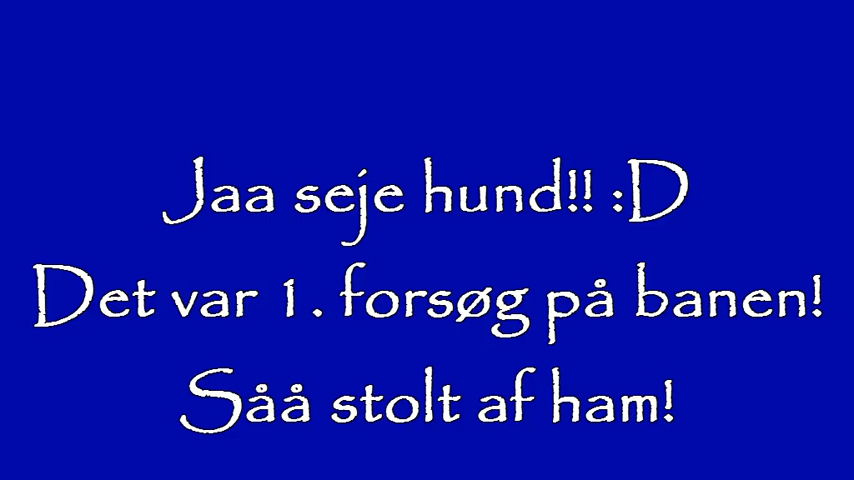 Jaa seje hund!! :D
Det var 1. forsøg på banen!
Såå stolt af ham!